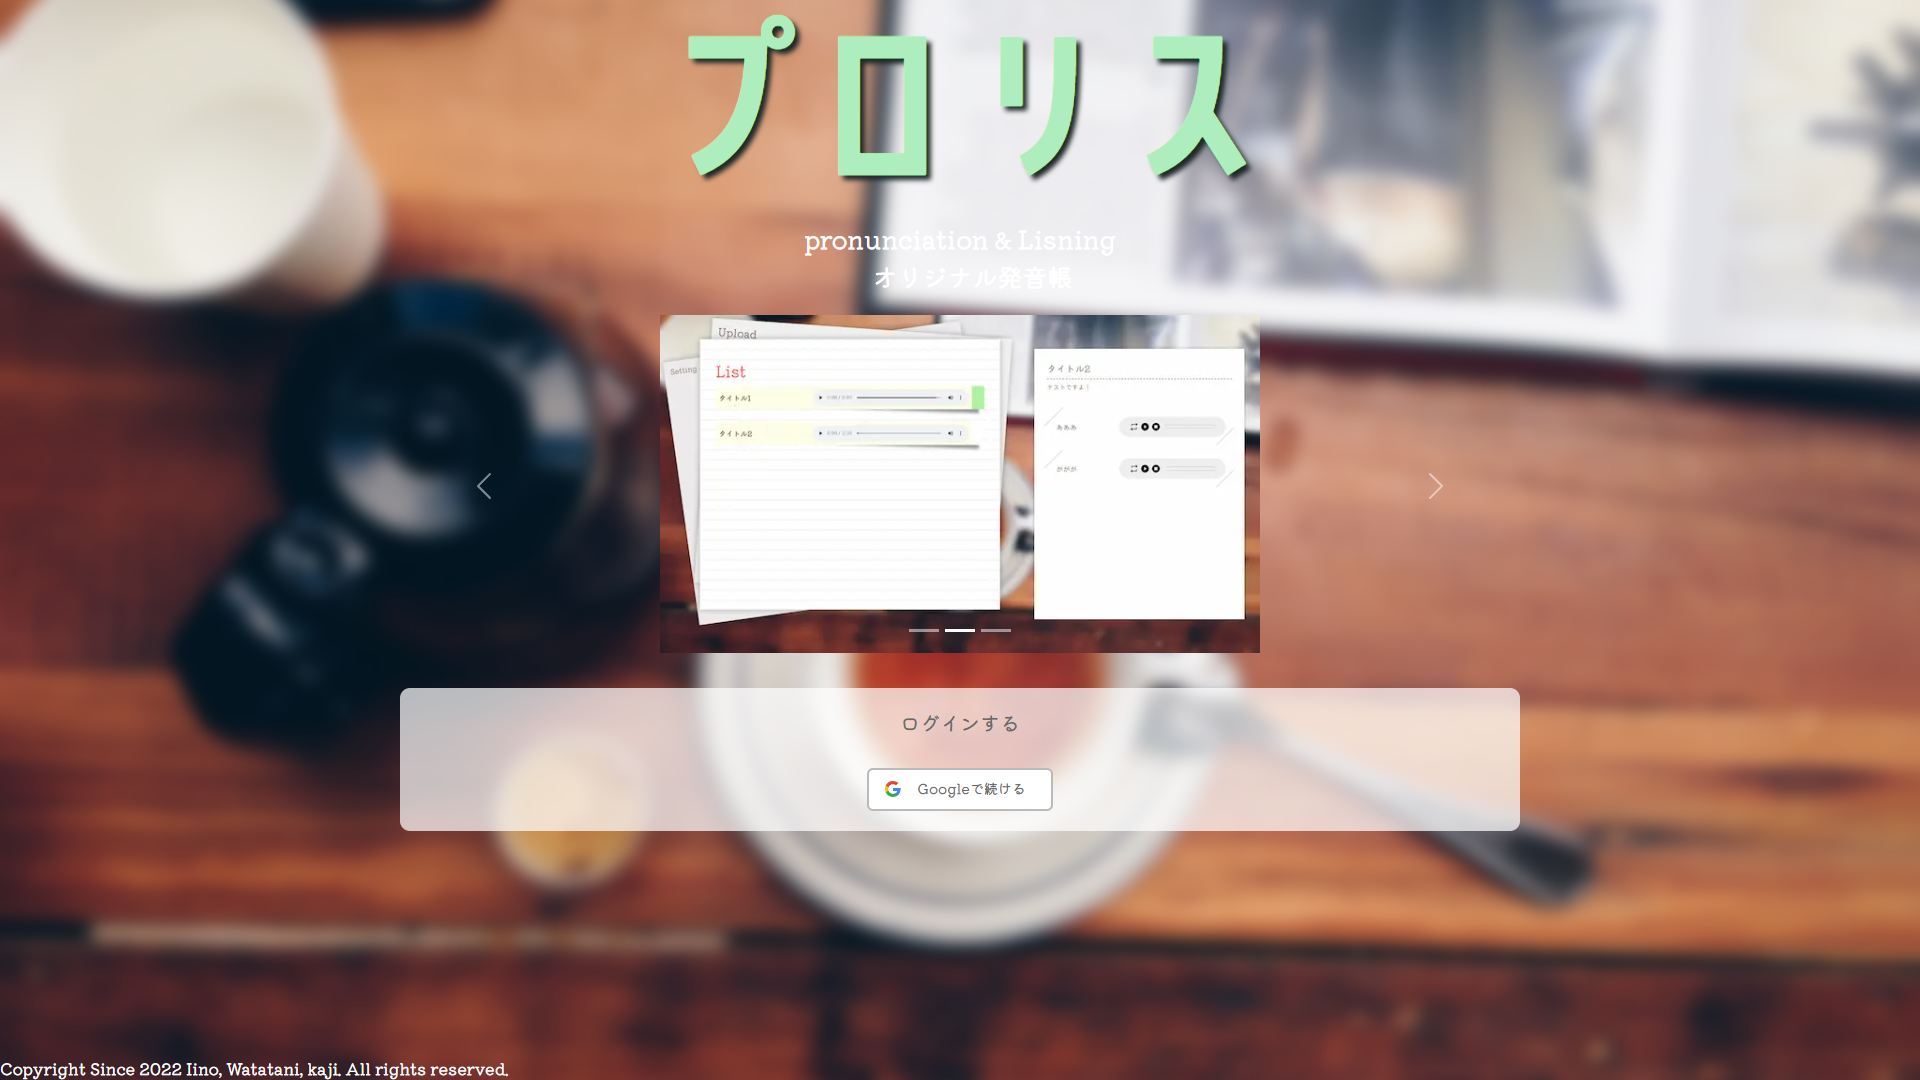 プロリス
pronunciation & Lisning
オリジナル発音帳
Upload
Setting
List
タイトル1
タイトル2
タイトル2
テストですよ
あああ
ががが
ログインする
Googleで続ける
Copyright Since 2022 Iino, Watatani, kaji. All rights reserved.